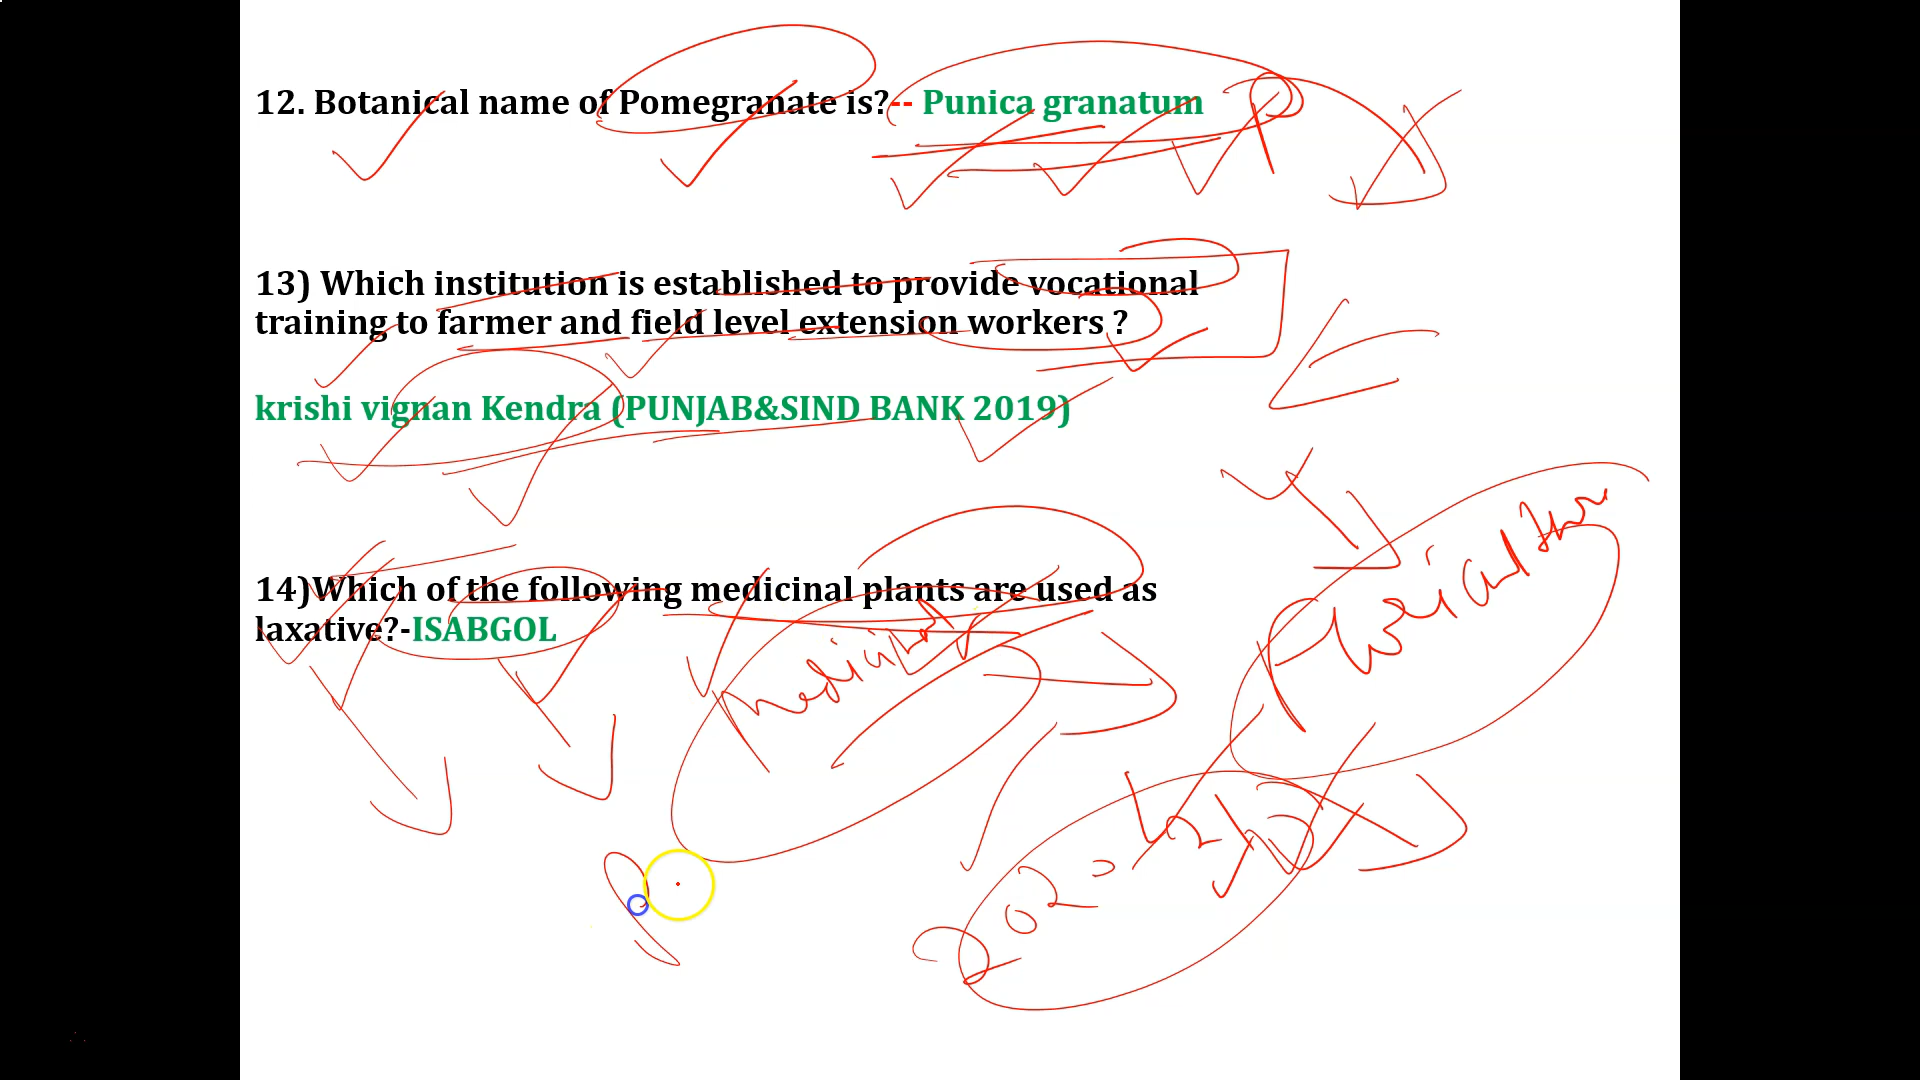 12. Botanical name of Pomegranate is?-- Punica granatum
13) Which institution is established to provide vocational
training to farmer and field level extension workers ?
krishi vignan Kendra (PUNJAB&SIND BANK 2019)
14)Which of the following medicinal plants are used as
laxative?-ISABGOL